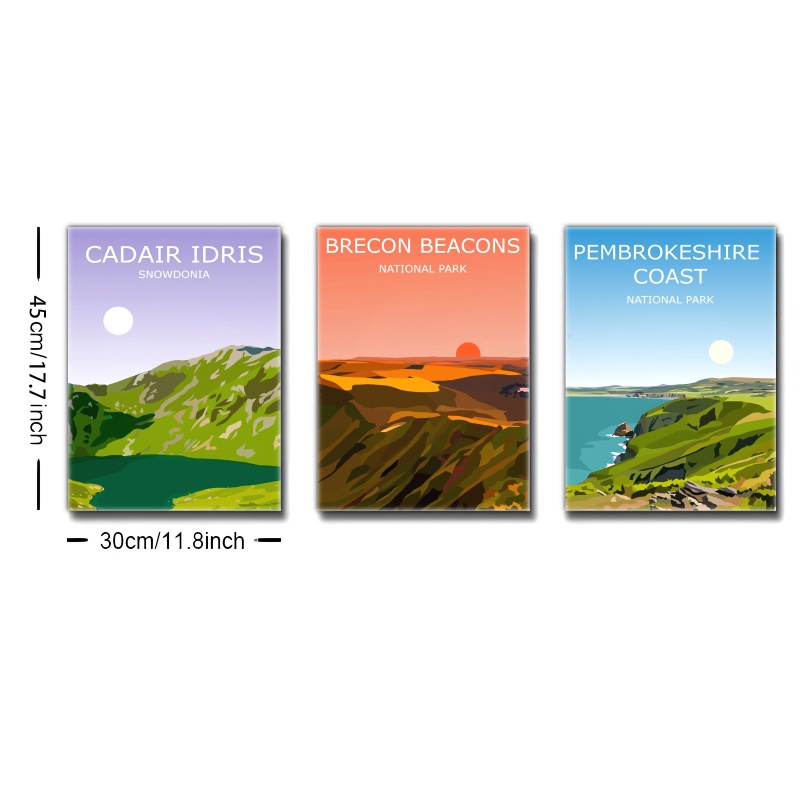 CADAIR IDRIS
SNOWDONIA
BRECON BEACONS
NATIONAL PARK
PEMBROKESHIRE
COAST
NATIONAL PARK
45cm/17.7inch
30cm/11.8inch